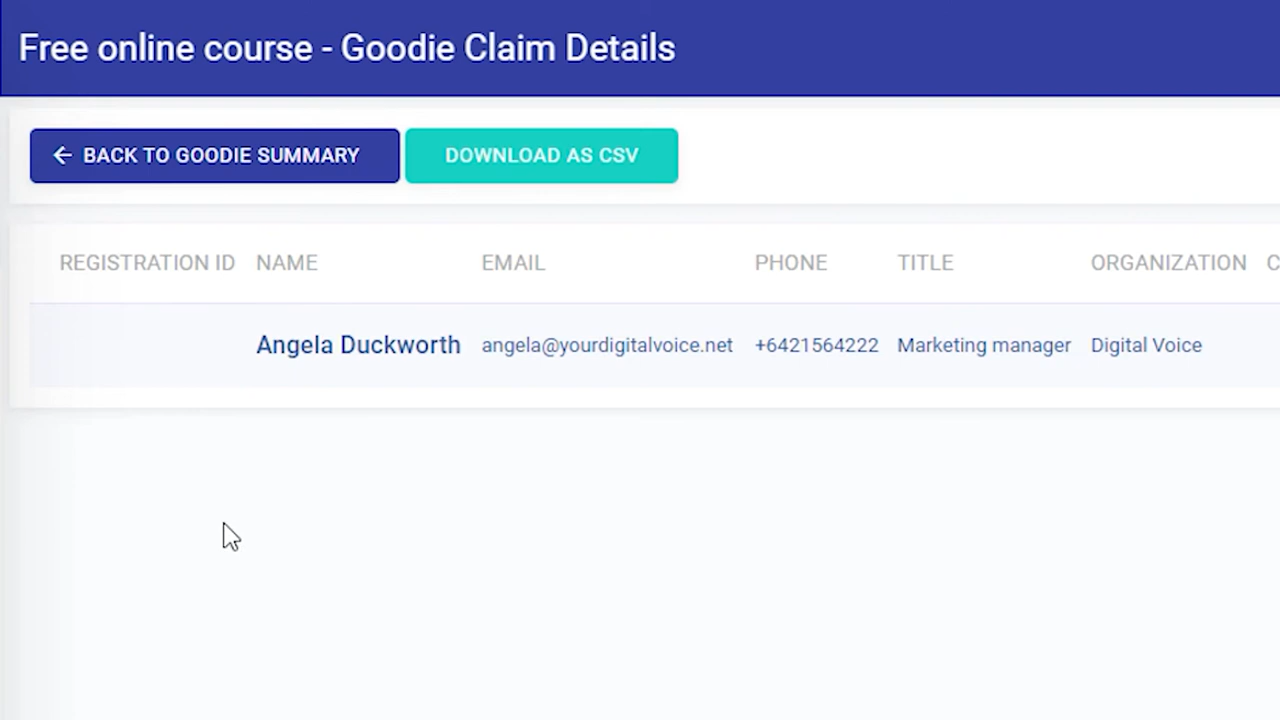 Free online course - Goodie Claim Details
← BACK TO GOODIE SUMMARY DOWNLOAD AS CSV
REGISTRATION ID NAME EMAIL PHONE TITLE ORGANIZATION C
Angela Duckworth angela@yourdigitalvoice.net +6421564222 Marketing manager Digital Voice